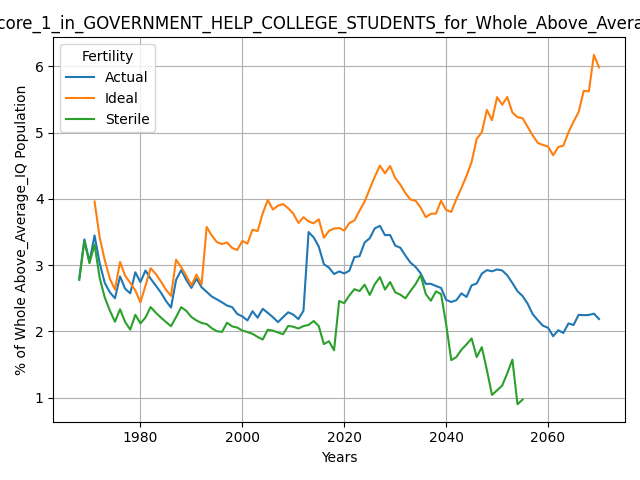 core_1_in_GOVERNMENT_HELP_COLLEGE_STUDENTS_for_Whole_Above_Avera
Fertility
Actual
Ideal
Sterile
% of Whole Above_Average_IQ Population
6
5
4
3
2
1
1980 2000 2020 2040 2060
Years